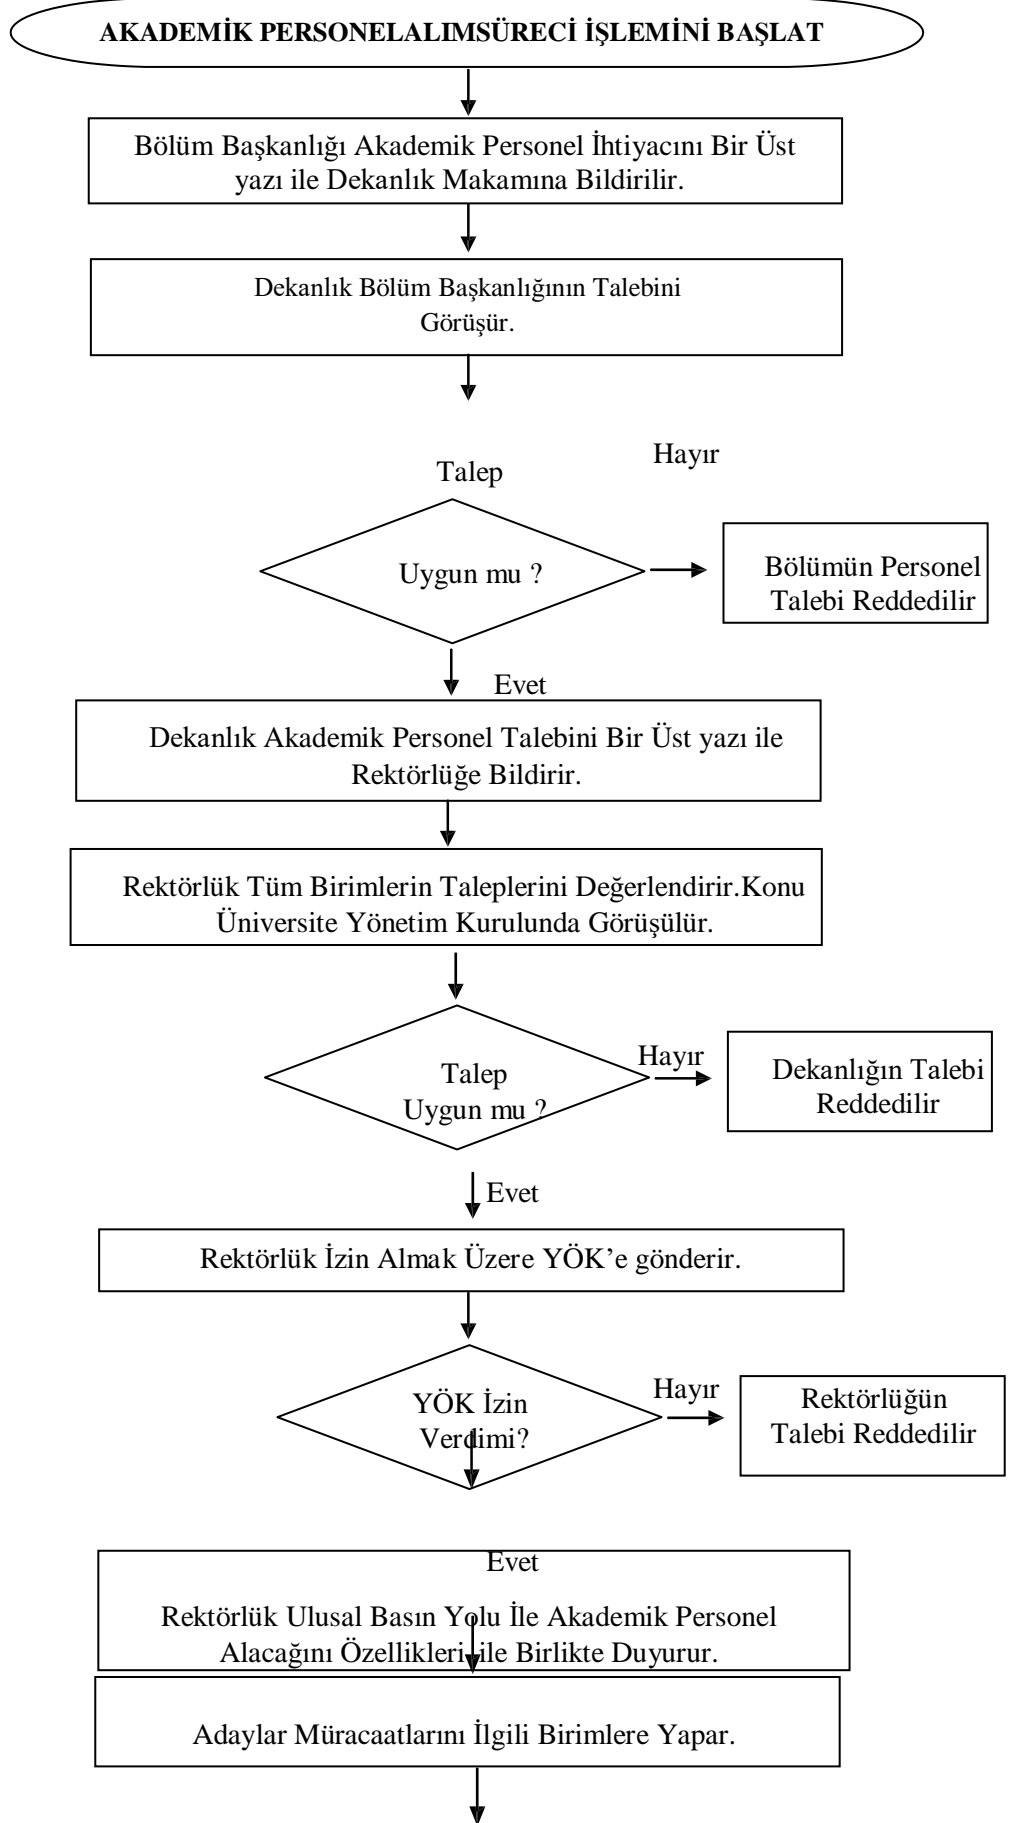 AKADEMİK PERSONELALIMSÜRECİ İŞLEMİNİ BAŞLAT
Bölüm Başkanlığı Akademik Personel İhtiyacını Bir Üst
yazı ile Dekanlık Makamına Bildirilir.
Dekanlık Bölüm Başkanlığının Talebini
Görüşür.
Hayır
Talep
Uygun mu ?
Bölümün Personel
Talebi Reddedilir
Evet
Dekanlık Akademik Personel Talebini Bir Üst yazı ile
Rektörlüğe Bildirir.
Rektörlük Tüm Birimlerin Taleplerini Değerlendirir.Konu
Üniversite Yönetim Kurulunda Görüşülür.
Hayır
Talep
Uygun mu ?
Dekanlığın Talebi
Reddedilir
Evet
Rektörlük İzin Almak Üzere YÖK’e gönderir.
Hayır
YÖK İzin
Verdimi?
Rektörlüğün
Talebi Reddedilir
Evet
Rektörlük Ulusal Basın Yolu İle Akademik Personel
Alacağını Özellikleri ile Birlikte Duyurur.
Adaylar Müracaatlarını İlgili Birimlere Yapar.